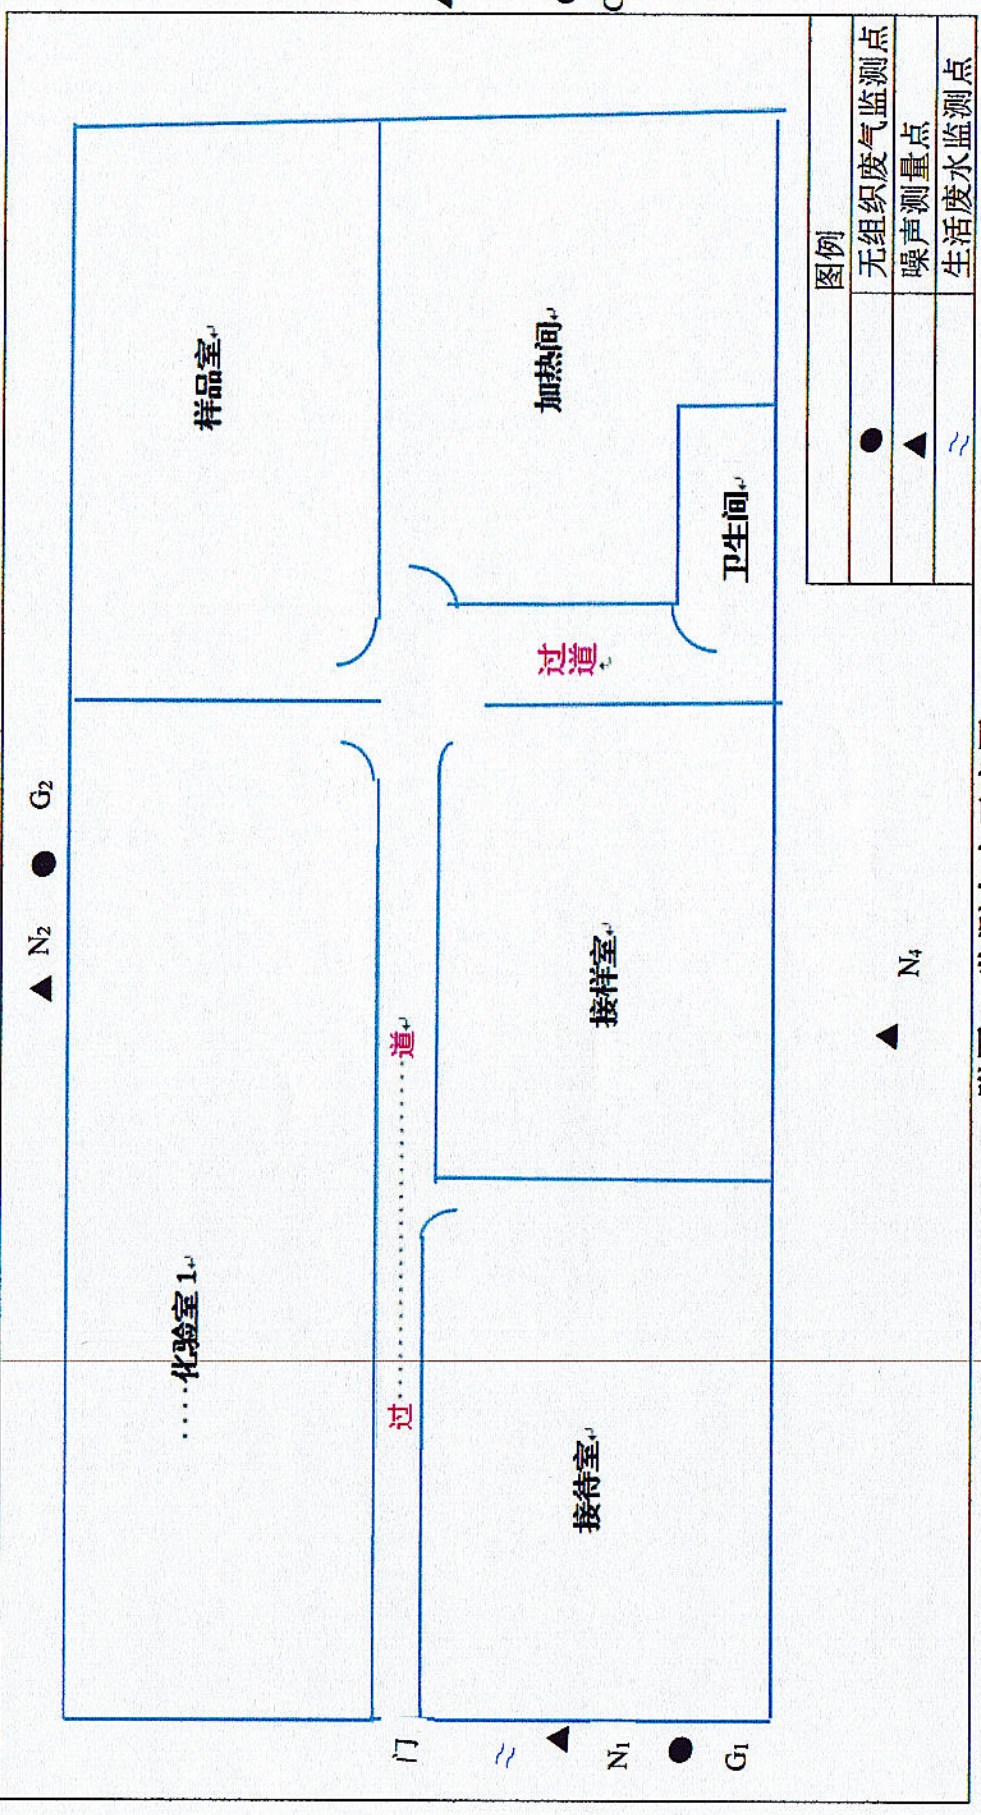 ▲ N₂ ● G₂
样品室
化验室 1
过道
过道
加热间
卫生间
接样室
接待室
门
≈
▲
N₁
●
G₁
▲
N₄
图例
● 无组织废气监测点
▲ 噪声测量点
≈ 生活废水监测点